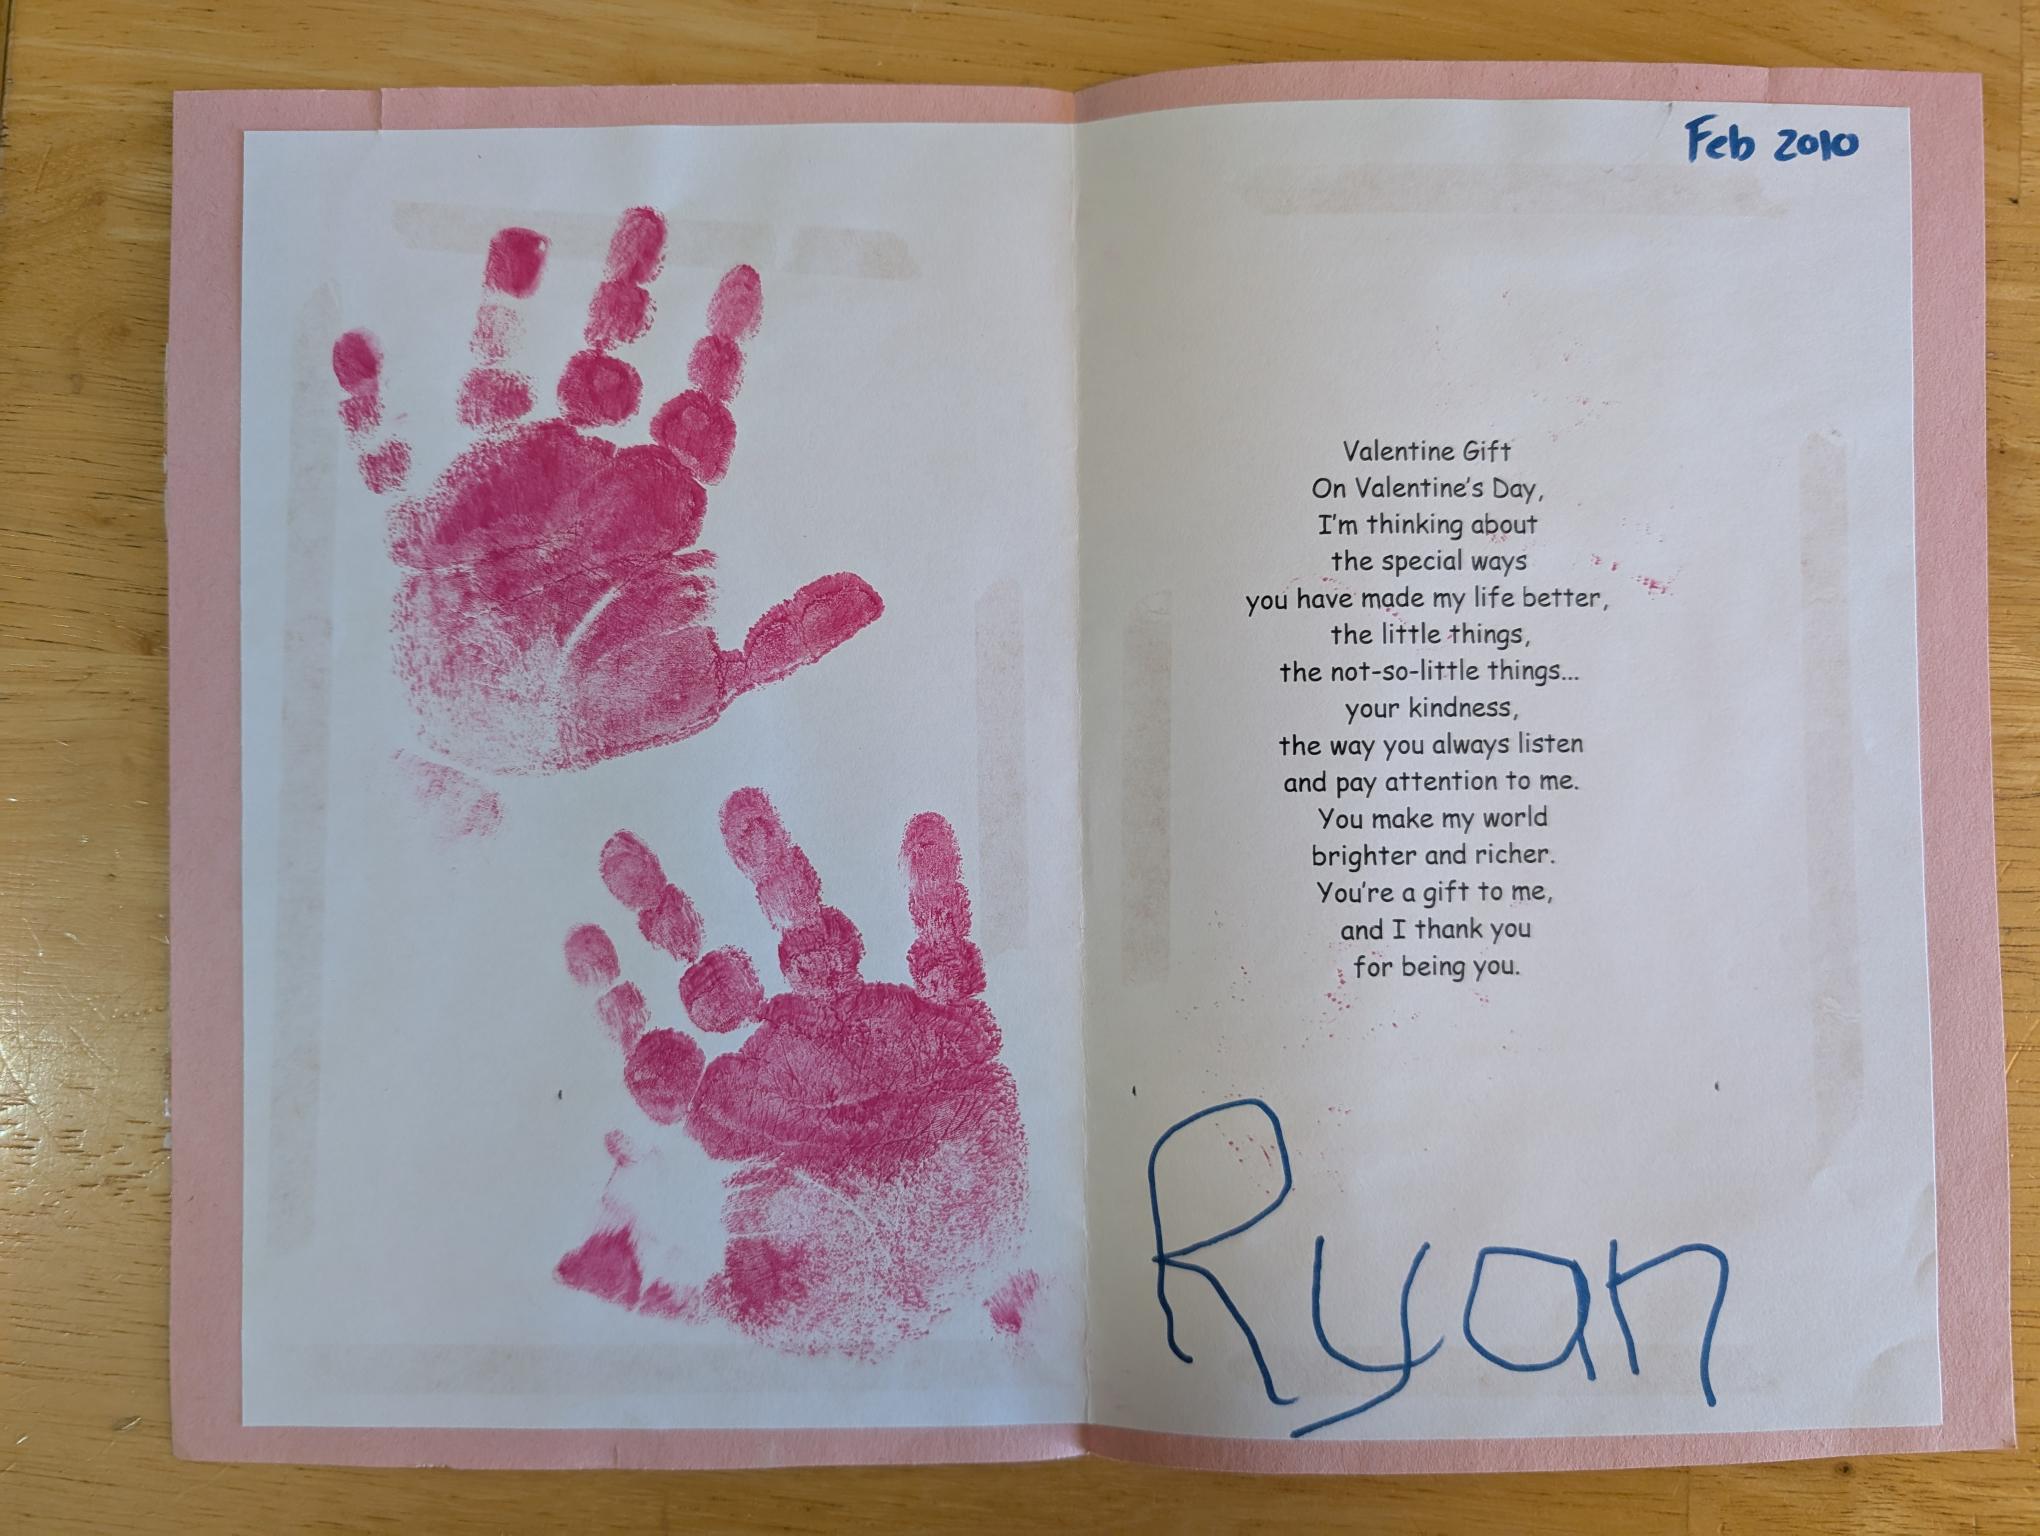 Feb 2010
Valentine Gift
On Valentine's Day,
I'm thinking about
the special ways
you have made my life better,
the little things,
the not-so-little things...
your kindness,
the way you always listen
and pay attention to me.
You make my world
brighter and richer.
You're a gift to me,
and I thank you
for being you.
Ryan